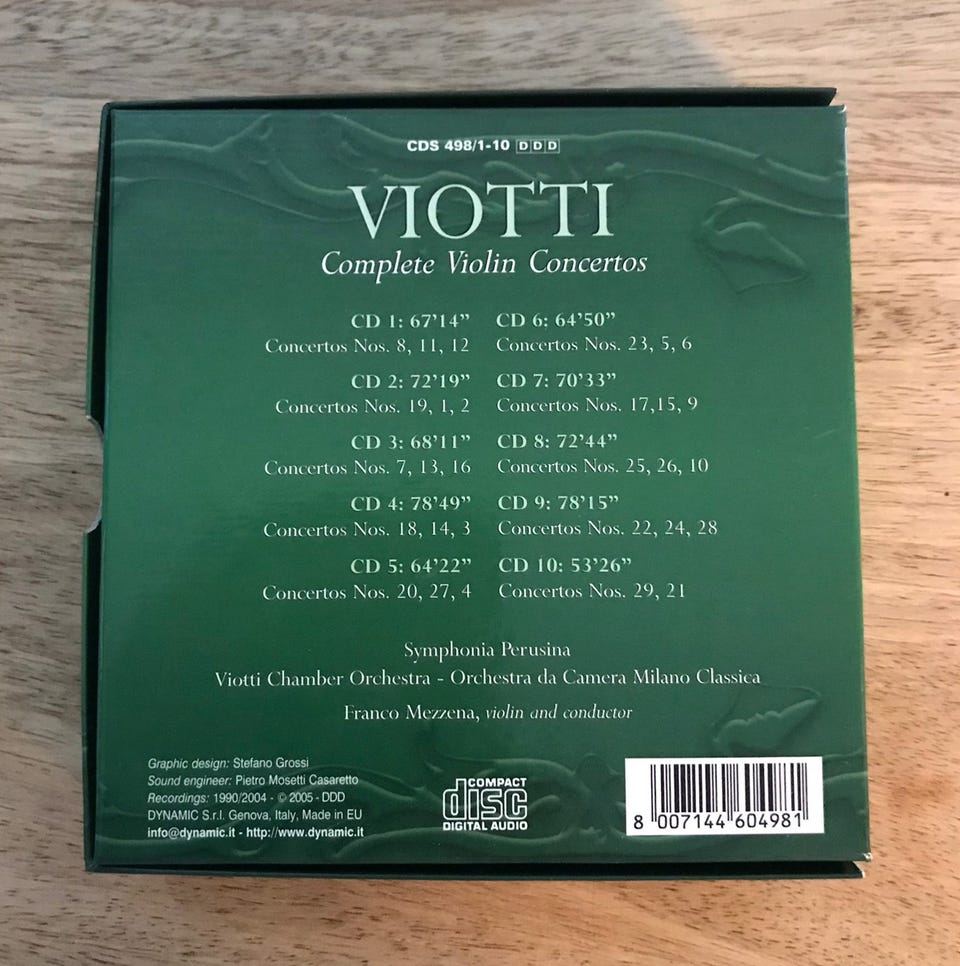 CDS 498/1-10 DDD
VIOTTI
Complete Violin Concertos
CD 1: 67'14”
Concertos Nos. 8, 11, 12
CD 2: 72'19”
Concertos Nos. 19, 1, 2
CD 3: 68'11”
Concertos Nos. 7, 13, 16
CD 4: 78'49”
Concertos Nos. 18, 14, 3
CD 5: 64'22”
Concertos Nos. 20, 27, 4
CD 6: 64'50”
Concertos Nos. 23, 5, 6
CD 7: 70'33”
Concertos Nos. 17,15, 9
CD 8: 72'44”
Concertos Nos. 25, 26, 10
CD 9: 78'15”
Concertos Nos. 22, 24, 28
CD 10: 53'26”
Concertos Nos. 29, 21
Symphonia Perusina
Viotti Chamber Orchestra - Orchestra da Camera Milano Classica
Franco Mezzena, violin and conductor
Graphic design: Stefano Grossi
Sound engineer: Pietro Mosetti Casaretto
Recordings: 1990/2004 - © 2005 - DDD
DYNAMIC S.r.l. Genova, Italy, Made in EU
info@dynamic.it - http://www.dynamic.it
COMPACT
disc
DIGITAL AUDIO
8 007144 604981